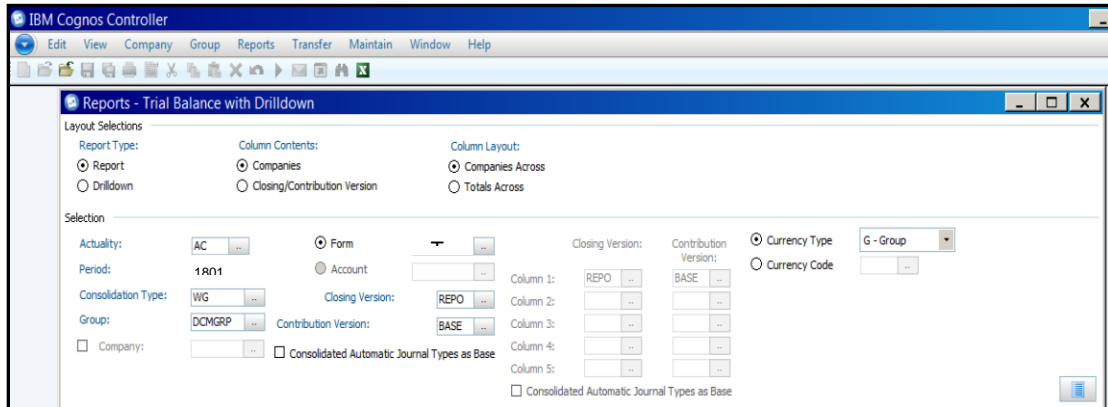 IBM Cognos Controller
Edit View Company Group Reports Transfer Maintain Window Help
Reports - Trial Balance with Drilldown
Layout Selections
Report Type: Column Contents: Column Layout:
Report Companies Companies Across
Drilldown Closing/Contribution Version Totals Across
Selection
Actuality: AC .. Form .. Closing Version: Contribution Version: Currency Type G - Group
Period: 1801 Account .. Column 1: REPO .. BASE .. Currency Code ..
Consolidation Type: WG .. Closing Version: REPO .. Column 2: .. ..
Group: DCMGRP .. Contribution Version: BASE .. Column 3: .. ..
Company: .. Consolidated Automatic Journal Types as Base Column 4: .. ..
Column 5: .. ..
Consolidated Automatic Journal Types as Base